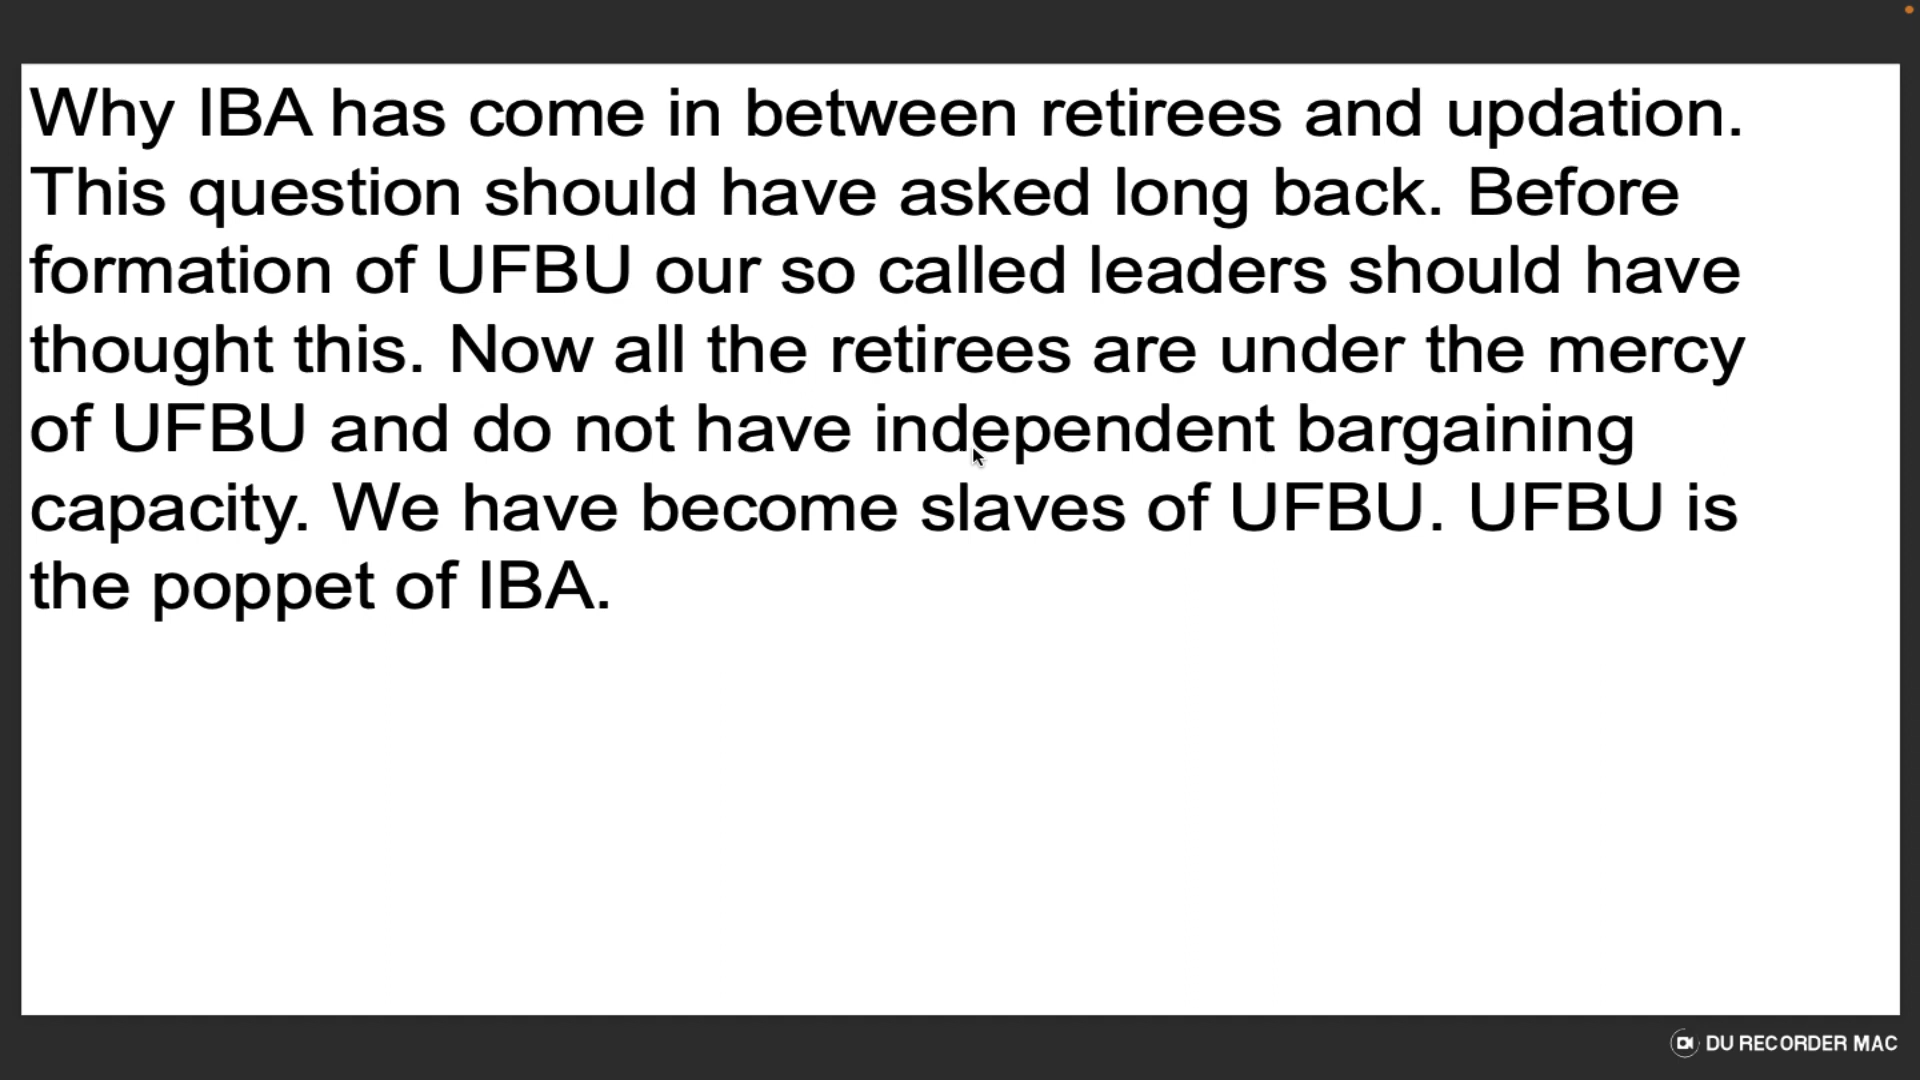 Why IBA has come in between retirees and updation.
This question should have asked long back. Before
formation of UFBU our so called leaders should have
thought this. Now all the retirees are under the mercy
of UFBU and do not have independent bargaining
capacity. We have become slaves of UFBU. UFBU is
the poppet of IBA.
DU RECORDER MAC